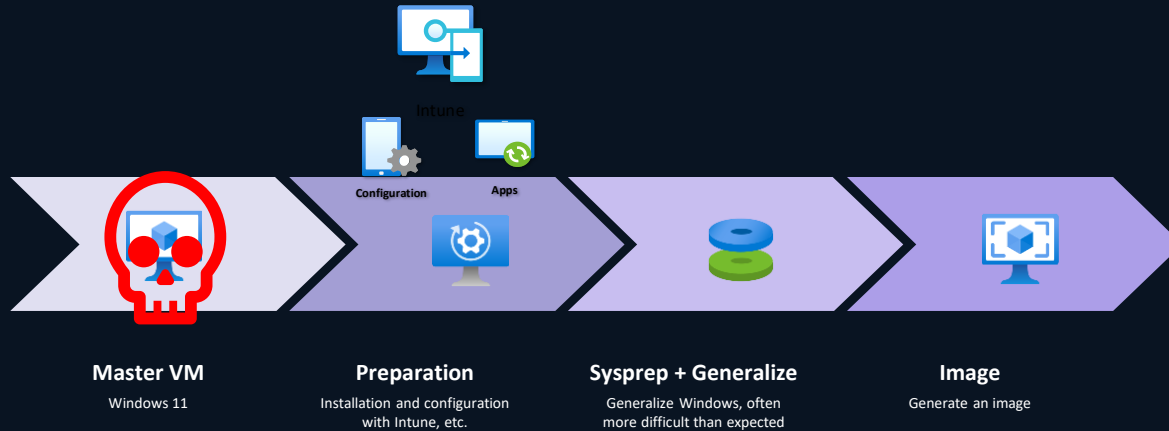 Intune
Configuration
Apps
Master VM
Windows 11
Preparation
Installation and configuration
with Intune, etc.
Sysprep + Generalize
Generalize Windows, often
more difficult than expected
Image
Generate an image